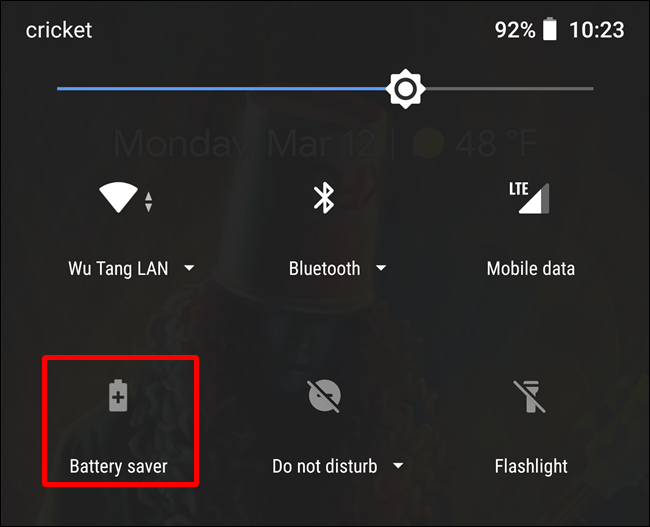 cricket 92% 10:23
Monday, Mar 12 | 48 °F
LTE
Wu Tang LAN Bluetooth Mobile data
Battery saver Do not disturb Flashlight